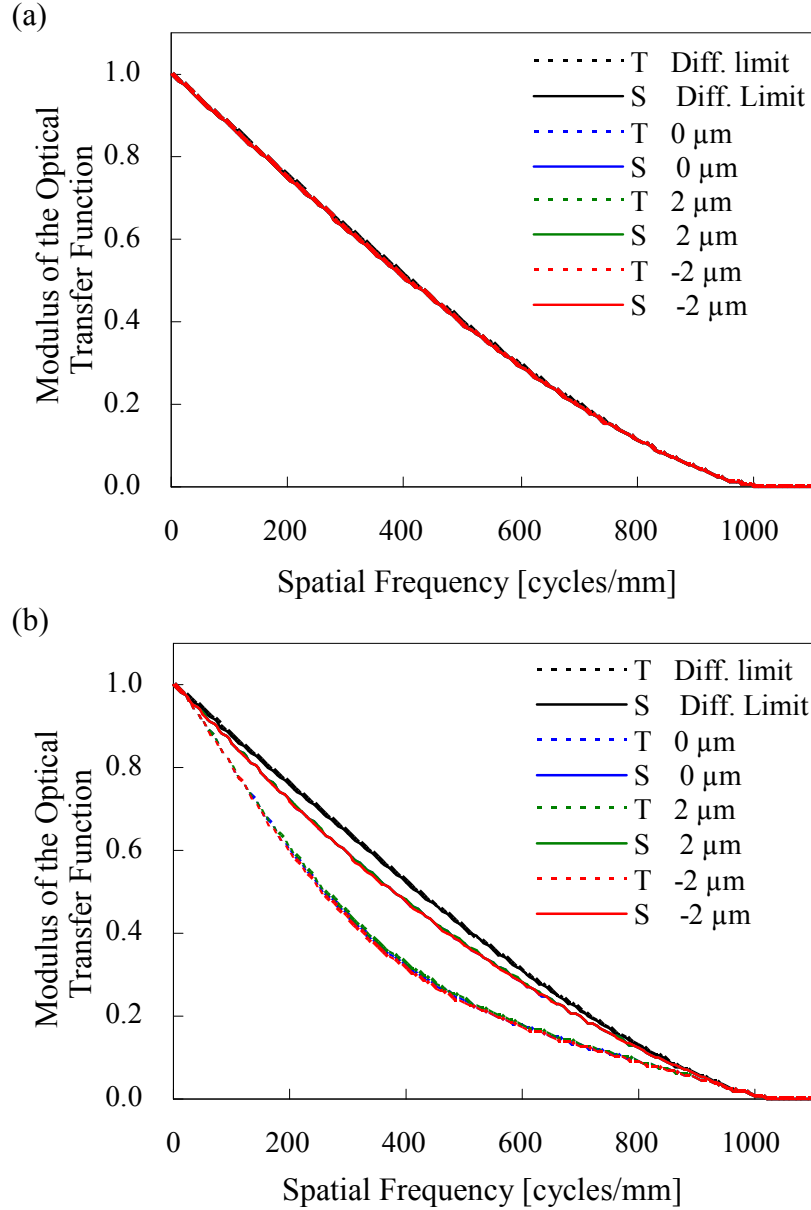 (a)
T Diff. limit
S Diff. Limit
T 0 µm
S 0 µm
T 2 µm
S 2 µm
T -2 µm
S -2 µm
Modulus of the Optical
Transfer Function
1.0
0.8
0.6
0.4
0.2
0.0
0 200 400 600 800 1000
Spatial Frequency [cycles/mm]
(b)
T Diff. limit
S Diff. Limit
T 0 µm
S 0 µm
T 2 µm
S 2 µm
T -2 µm
S -2 µm
Modulus of the Optical
Transfer Function
1.0
0.8
0.6
0.4
0.2
0.0
0 200 400 600 800 1000
Spatial Frequency [cycles/mm]